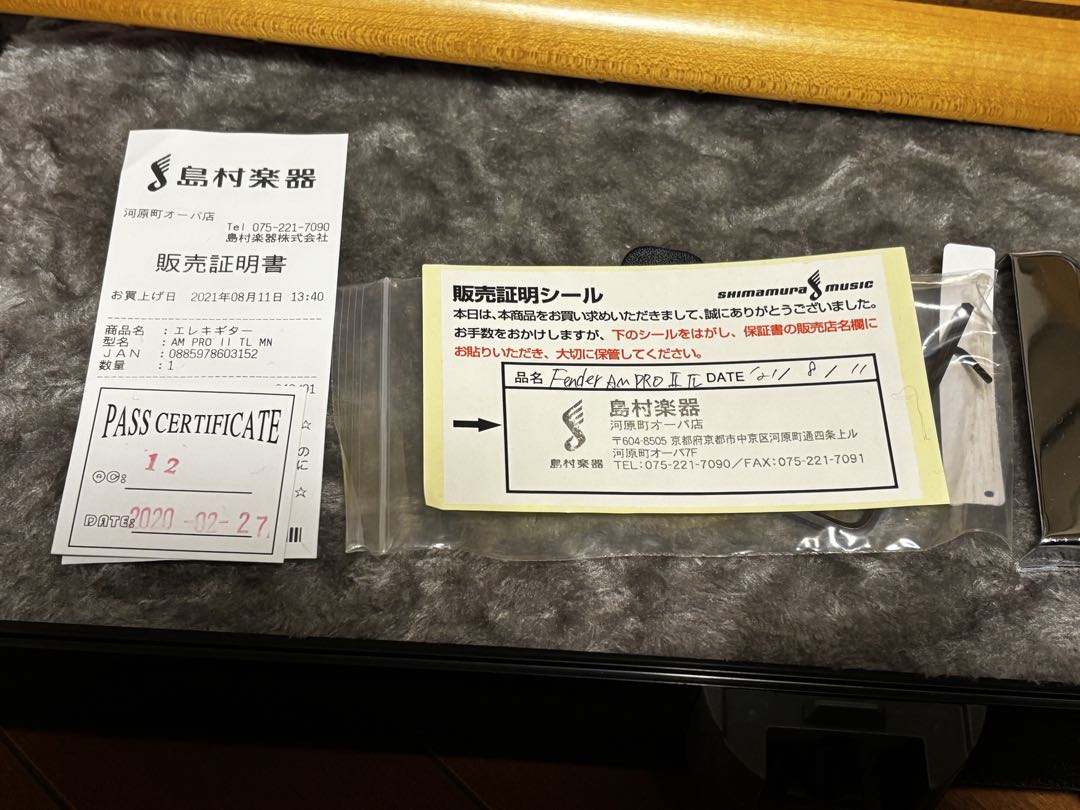 島村楽器
河原町オーパ店
Tel 075-221-7090
島村楽器株式会社
販売証明書
お買上げ日 2021年08月11日 13:40
商品名 :エレキギター
型名 :AM PRO II TL MN
JAN :0885978603152
数量 :1
PASS CERTIFICATE
QC: 12
DATE: 2020-02-27
の
に
販売証明シール
SHIMAMURA MUSIC
本日は、本商品をお買い求めいただきまして、誠にありがとうございました。
お手数をおかけしますが、下のシールをはがし、保証書の販売店名欄に
お貼りいただき、大切に保管してください。
品名 Fender AM PRO II TL DATE '21/ 8 / 11
島村楽器
島村楽器
河原町オーパ店
〒604-8505 京都府京都市中京区河原町通四条上ル
河原町オーパ7F
TEL:075-221-7090/FAX:075-221-7091